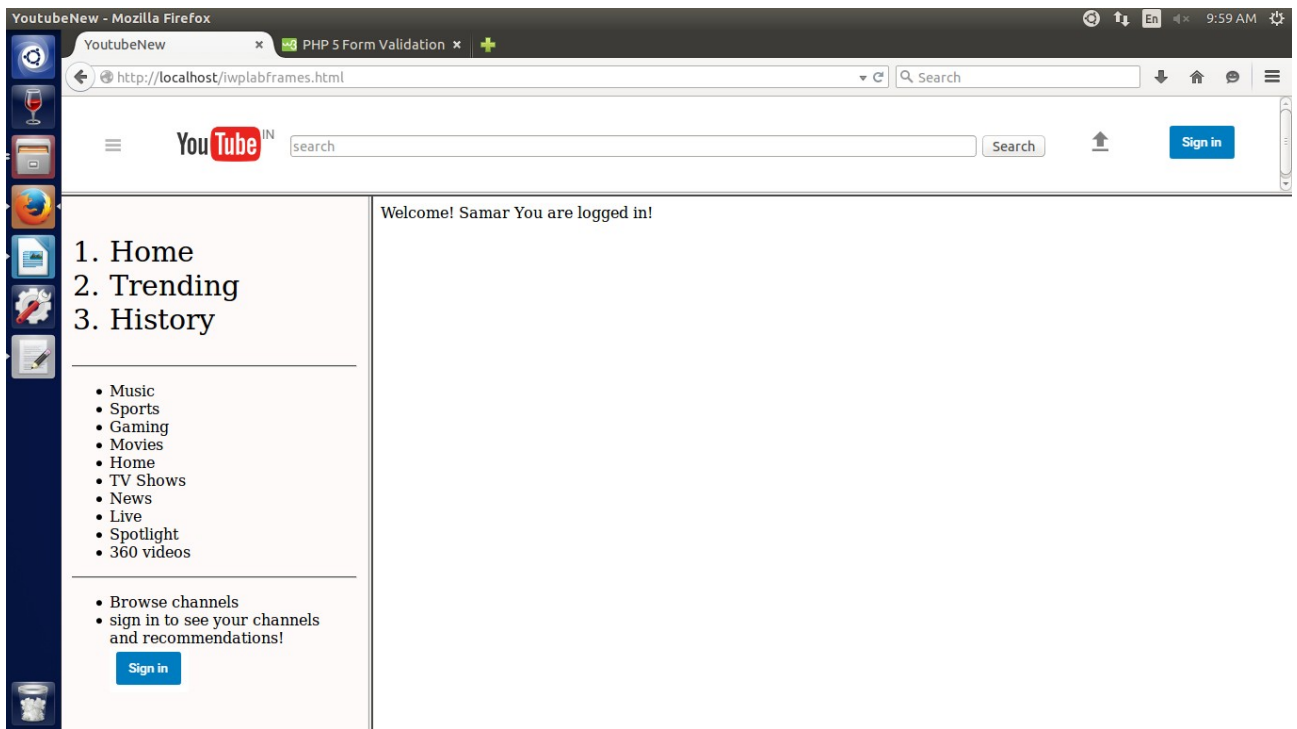 YoutubeNew - Mozilla Firefox
En
9:59 AM
YoutubeNew
PHP 5 Form Validation
http://localhost/iwplabframes.html
Search
YouTube IN
search
Search
Sign in
Welcome! Samar You are logged in!
1. Home
2. Trending
3. History
• Music
• Sports
• Gaming
• Movies
• Home
• TV Shows
• News
• Live
• Spotlight
• 360 videos
• Browse channels
• sign in to see your channels
and recommendations!
Sign in